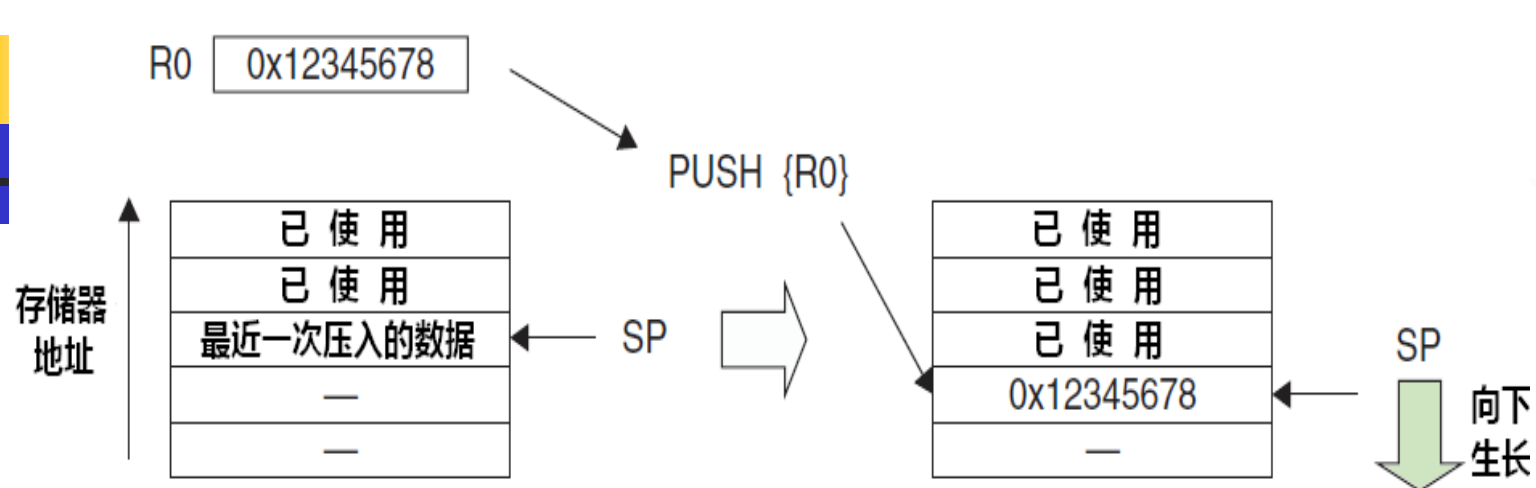 R0 0x12345678
PUSH {R0}
存储器
地址
已 使 用
已 使 用
最近一次压入的数据
—
—
SP
已 使 用
已 使 用
已 使 用
0x12345678
—
SP
向下
生长